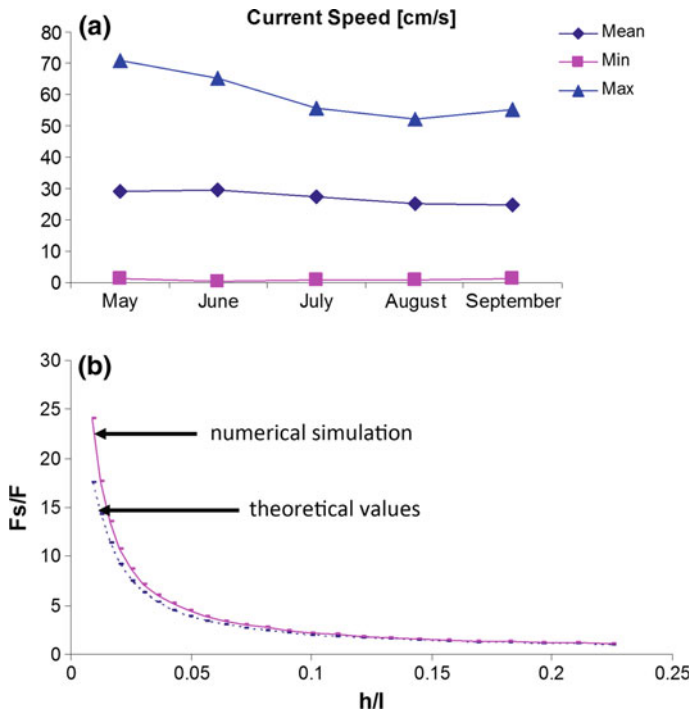 (a)
Current Speed [cm/s]
Mean
Min
Max
80
70
60
50
40
30
20
10
0
May June July August September
(b)
30
25
20
15
10
5
0
Fs/F
numerical simulation
theoretical values
0 0.05 0.1 0.15 0.2 0.25
h/l